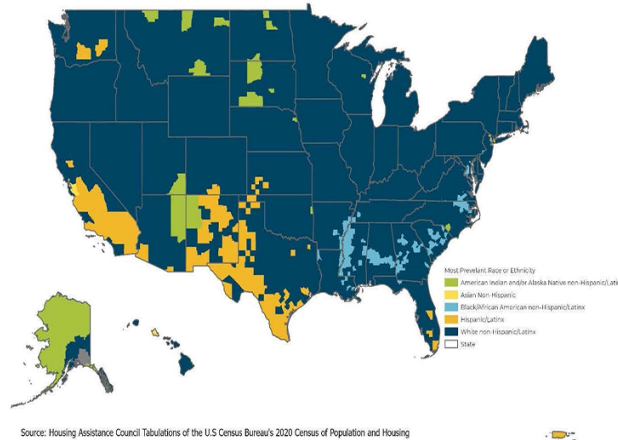 Most Prevelant Race or Ethnicity
American Indian and/or Alaska Native non-Hispanic/Lati
Asian Non-Hispanic
Black/African American non-Hispanic/Latinx
Hispanic/Latinx
White non-Hispanic/Latinx
State
Source: Housing Assistance Council Tabulations of the U.S Census Bureau's 2020 Census of Population and Housing